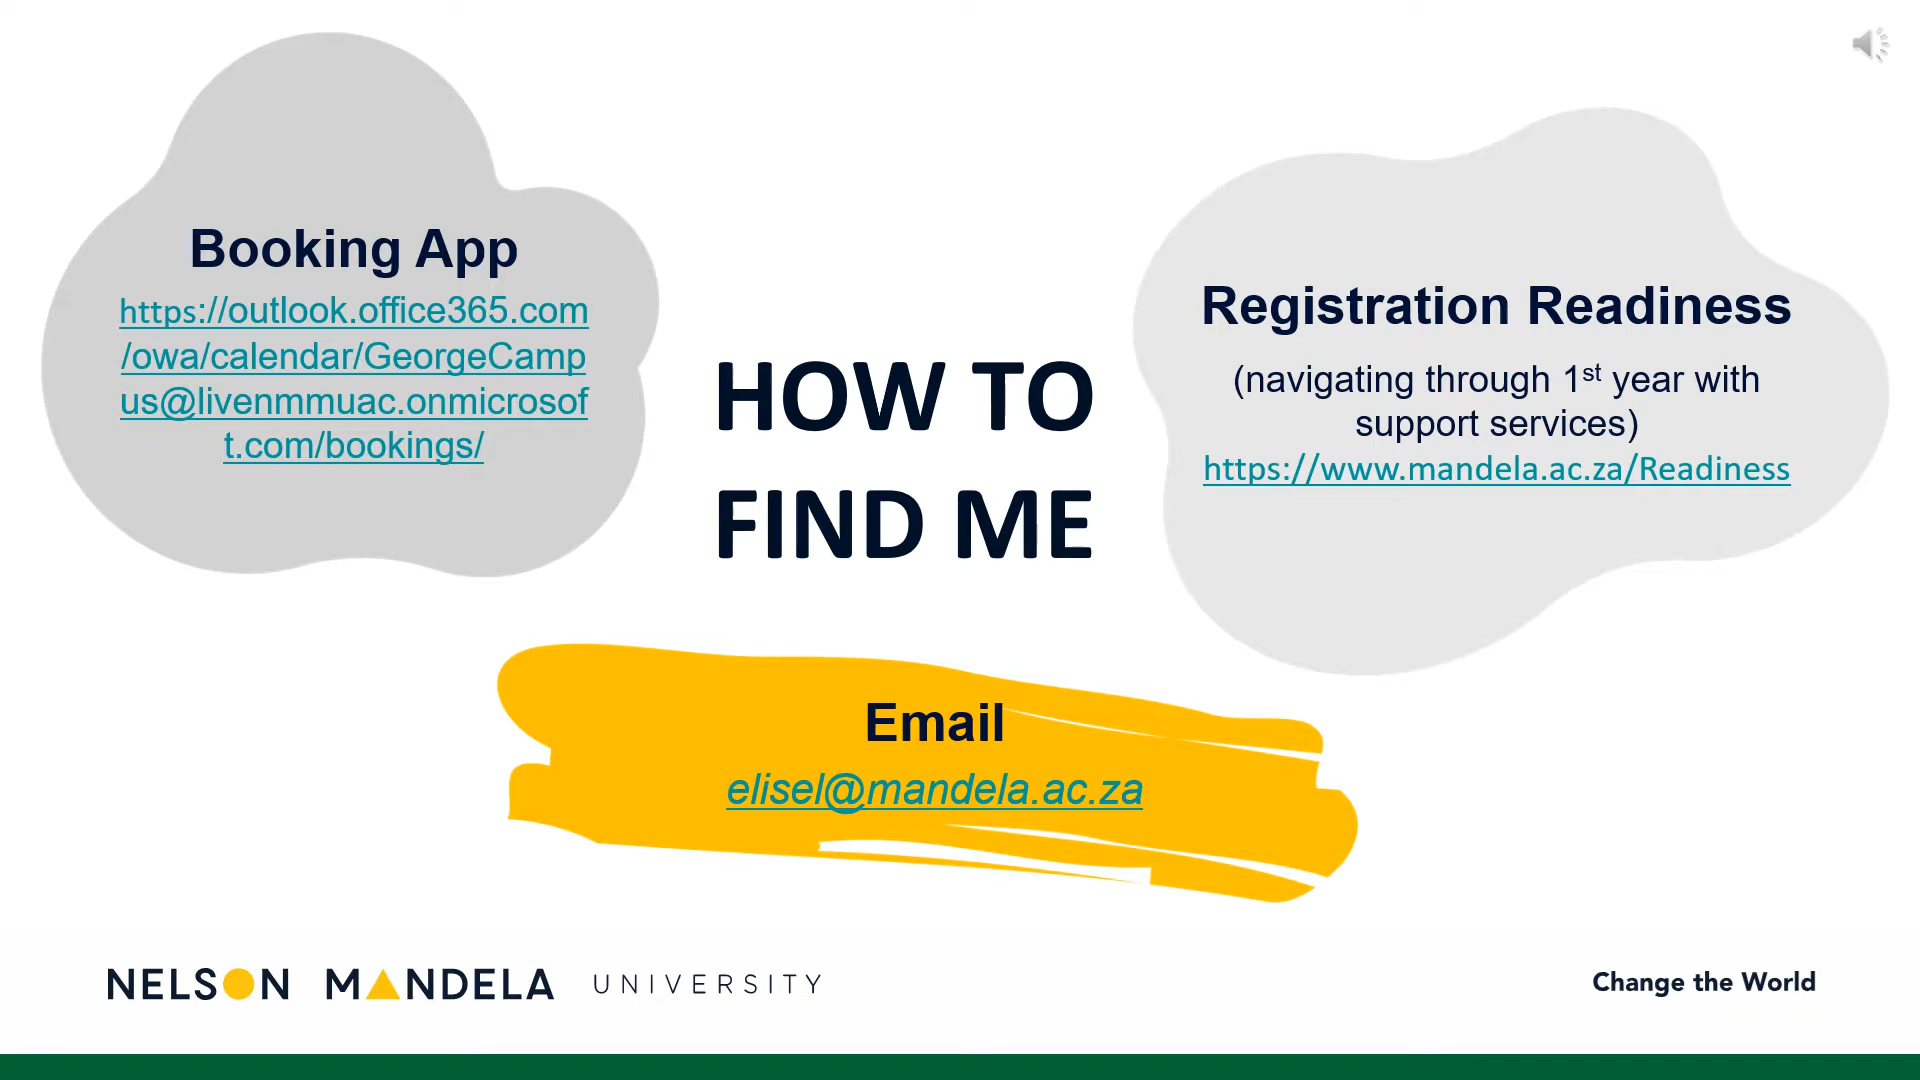 Booking App
https://outlook.office365.com
/owa/calendar/GeorgeCamp
us@livenmmuac.onmicrosof
t.com/bookings/
HOW TO
FIND ME
Registration Readiness
(navigating through 1st year with
support services)
https://www.mandela.ac.za/Readiness
Email
elisel@mandela.ac.za
NELSON MANDELA UNIVERSITY
Change the World